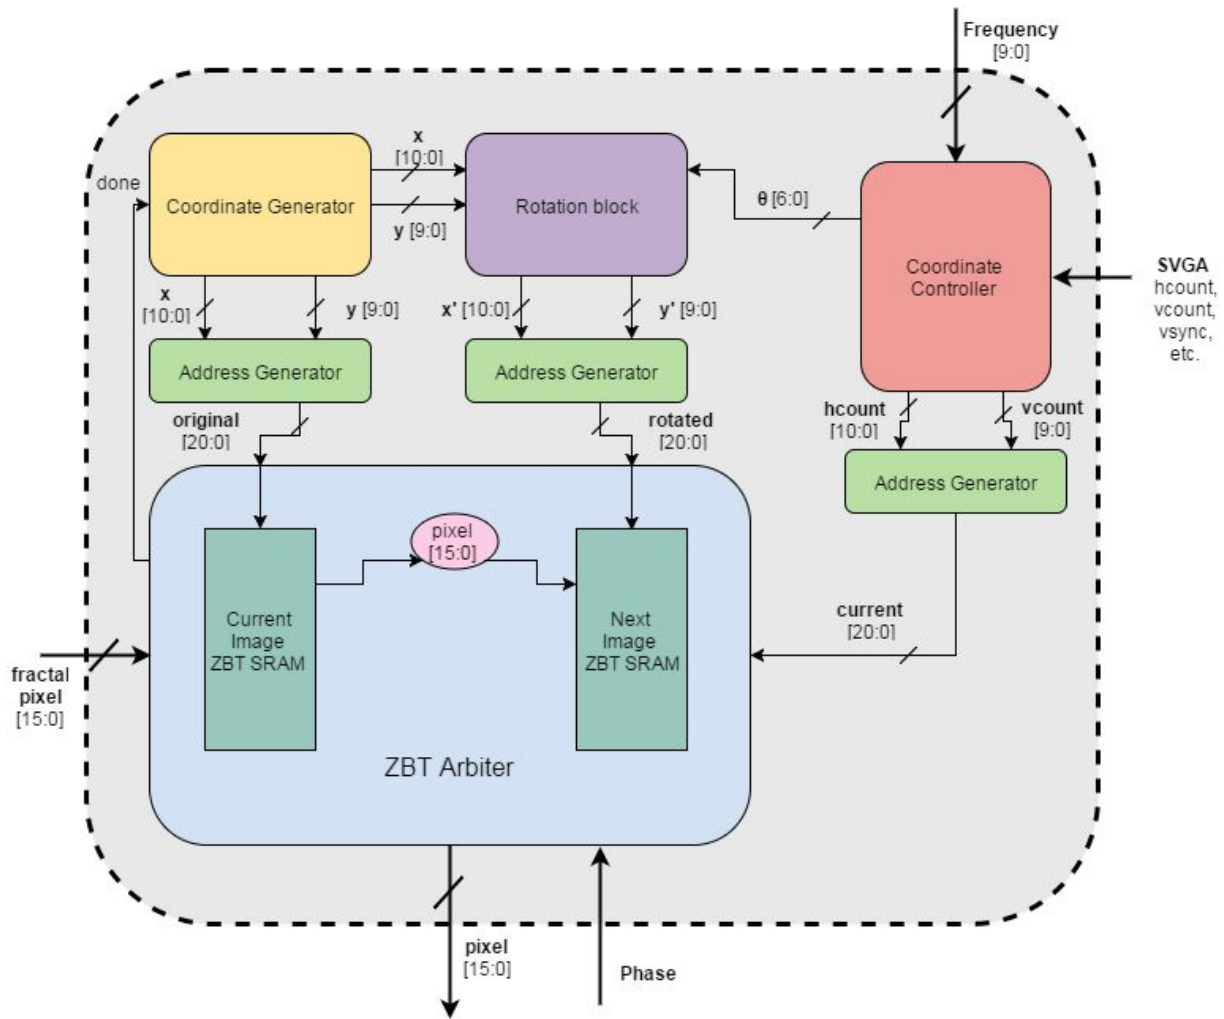 Frequency
[9:0]
x
[10:0]
done
Coordinate Generator
Rotation block
θ [6:0]
y [9:0]
Coordinate
Controller
SVGA
hcount,
vcount,
vsync,
etc.
x
[10:0]
y [9:0]
x' [10:0]
y' [9:0]
Address Generator
Address Generator
original
[20:0]
rotated
[20:0]
hcount
[10:0]
vcount
[9:0]
Address Generator
pixel
[15:0]
Current
Image
ZBT SRAM
Next
Image
ZBT SRAM
current
[20:0]
fractal
pixel
[15:0]
ZBT Arbiter
pixel
[15:0]
Phase